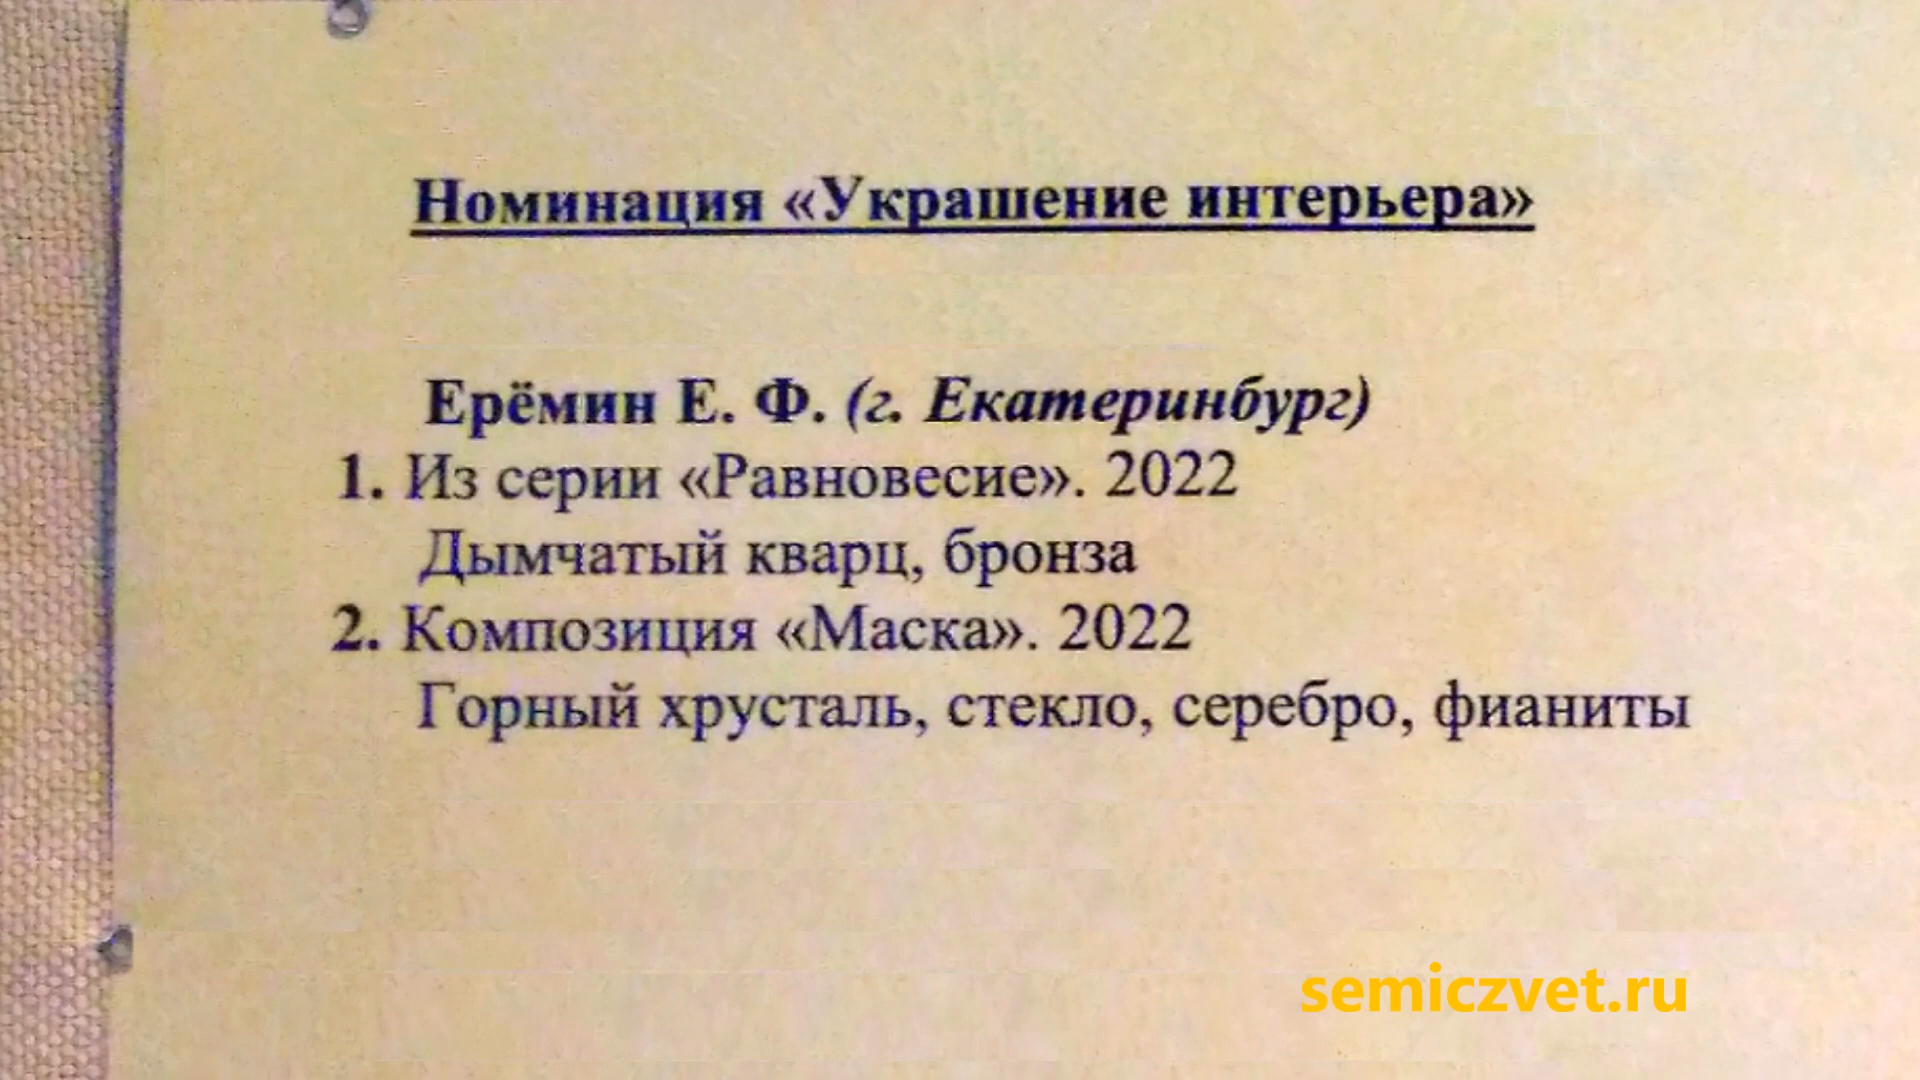 Номинация «Украшение интерьера»
Ерёмин Е. Ф. (г. Екатеринбург)
1. Из серии «Равновесие». 2022
Дымчатый кварц, бронза
2. Композиция «Маска». 2022
Горный хрусталь, стекло, серебро, фианиты
semiczvet.ru